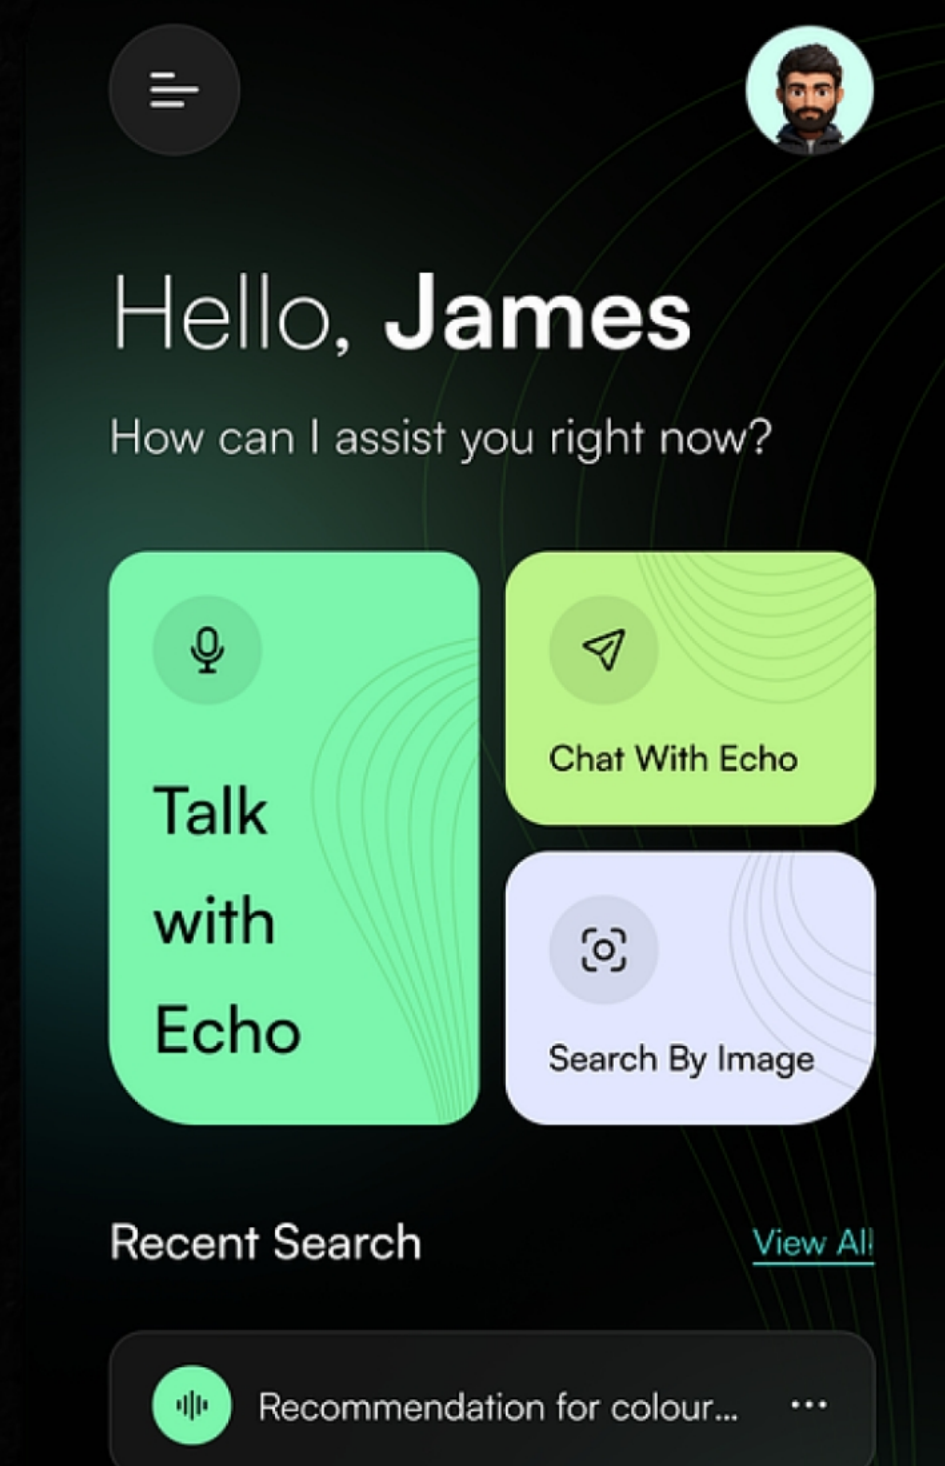 Hello, James
How can I assist you right now?
Talk
with
Echo
Chat With Echo
Search By Image
Recent Search
View All
Recommendation for colour...